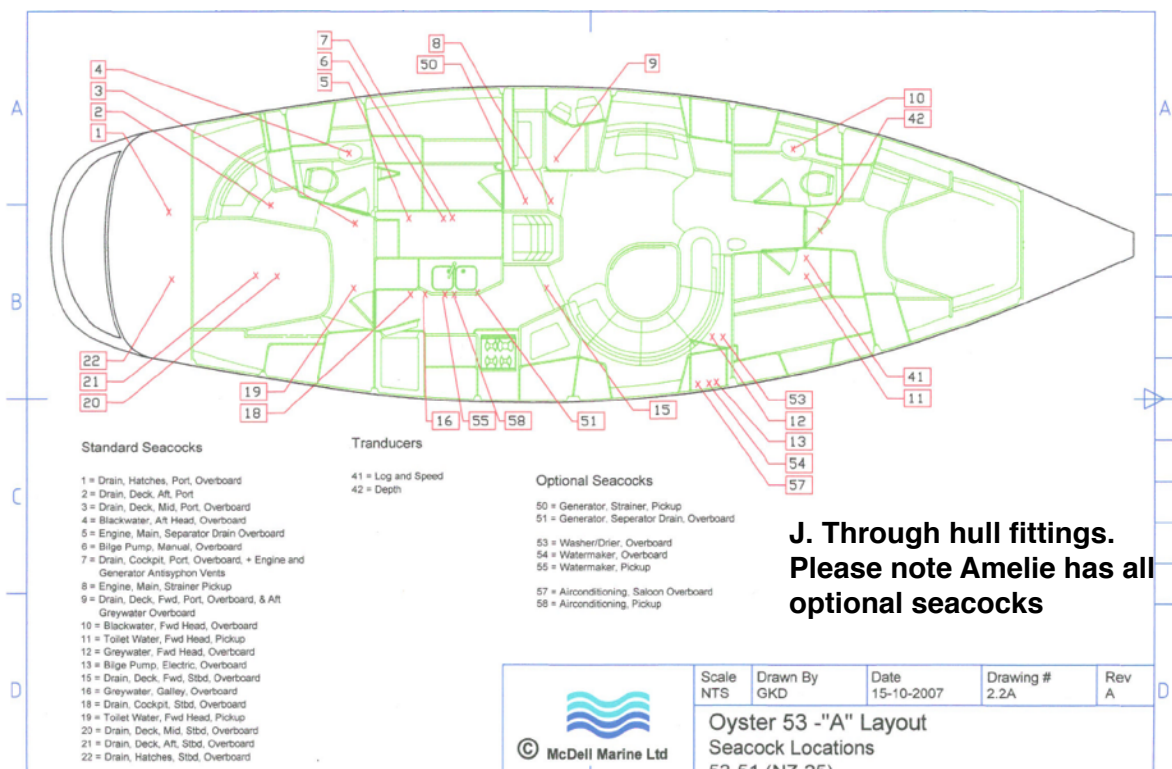 7
8
6
50
9
4
5
3
10
2
42
1
A
A
B
B
22
21
20
19
18
16
55
58
51
15
53
12
13
54
57
41
11
Standard Seacocks
1 = Drain, Hatches, Port, Overboard
2 = Drain, Deck, Aft, Port
3 = Drain, Deck, Mid, Port, Overboard
4 = Blackwater, Aft Head, Overboard
5 = Engine, Main, Separator Drain Overboard
6 = Bilge Pump, Manual, Overboard
7 = Drain, Cockpit, Port, Overboard, + Engine and
Generator Antisyphon Vents
8 = Engine, Main, Strainer Pickup
9 = Drain, Deck, Fwd, Port, Overboard, & Aft
Greywater Overboard
10 = Blackwater, Fwd Head, Overboard
11 = Toilet Water, Fwd Head, Pickup
12 = Greywater, Fwd Head, Overboard
13 = Bilge Pump, Electric, Overboard
15 = Drain, Deck, Fwd, Stbd, Overboard
16 = Greywater, Galley, Overboard
18 = Drain, Cockpit, Stbd, Overboard
19 = Toilet Water, Fwd Head, Pickup
20 = Drain, Deck, Mid, Stbd, Overboard
21 = Drain, Deck, Aft, Stbd, Overboard
22 = Drain, Hatches, Stbd, Overboard
Tranducers
41 = Log and Speed
42 = Depth
Optional Seacocks
50 = Generator, Strainer, Pickup
51 = Generator, Seperator Drain, Overboard
53 = Washer/Drier, Overboard
54 = Watermaker, Overboard
55 = Watermaker, Pickup
57 = Airconditioning, Saloon Overboard
58 = Airconditioning, Pickup
C
C
J. Through hull fittings.
Please note Amelie has all
optional seacocks
D
D
Scale Drawn By Date Drawing # Rev
NTS GKD 15-10-2007 2.2A A
© McDell Marine Ltd
Oyster 53 -"A" Layout
Seacock Locations